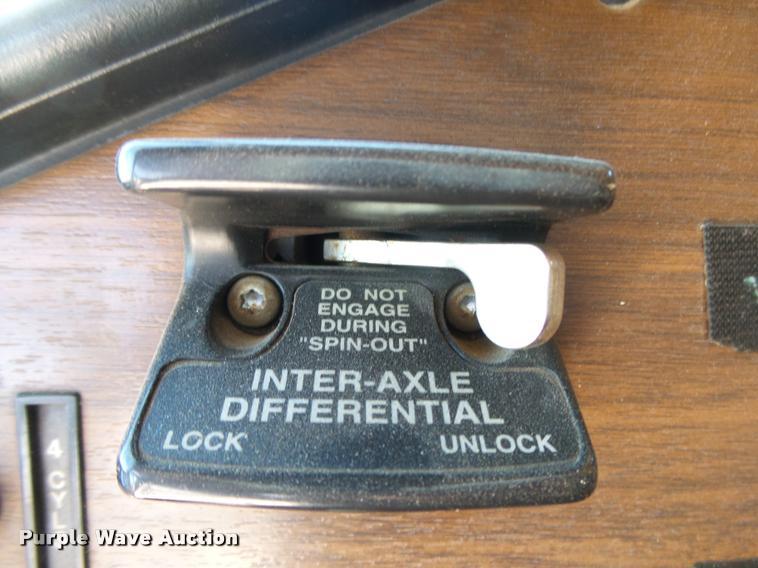 DO NOT
ENGAGE
DURING
"SPIN-OUT"
INTER-AXLE
DIFFERENTIAL
LOCK UNLOCK
4 CYL
Purple Wave Auction